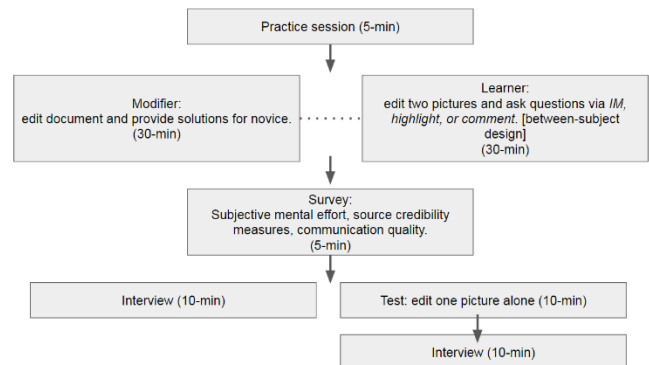 Practice session (5-min)
Modifier:
edit document and provide solutions for novice.
(30-min)
Learner:
edit two pictures and ask questions via IM,
highlight, or comment. [between-subject
design]
(30-min)
Survey:
Subjective mental effort, source credibility
measures, communication quality.
(5-min)
Interview (10-min)
Test: edit one picture alone (10-min)
Interview (10-min)